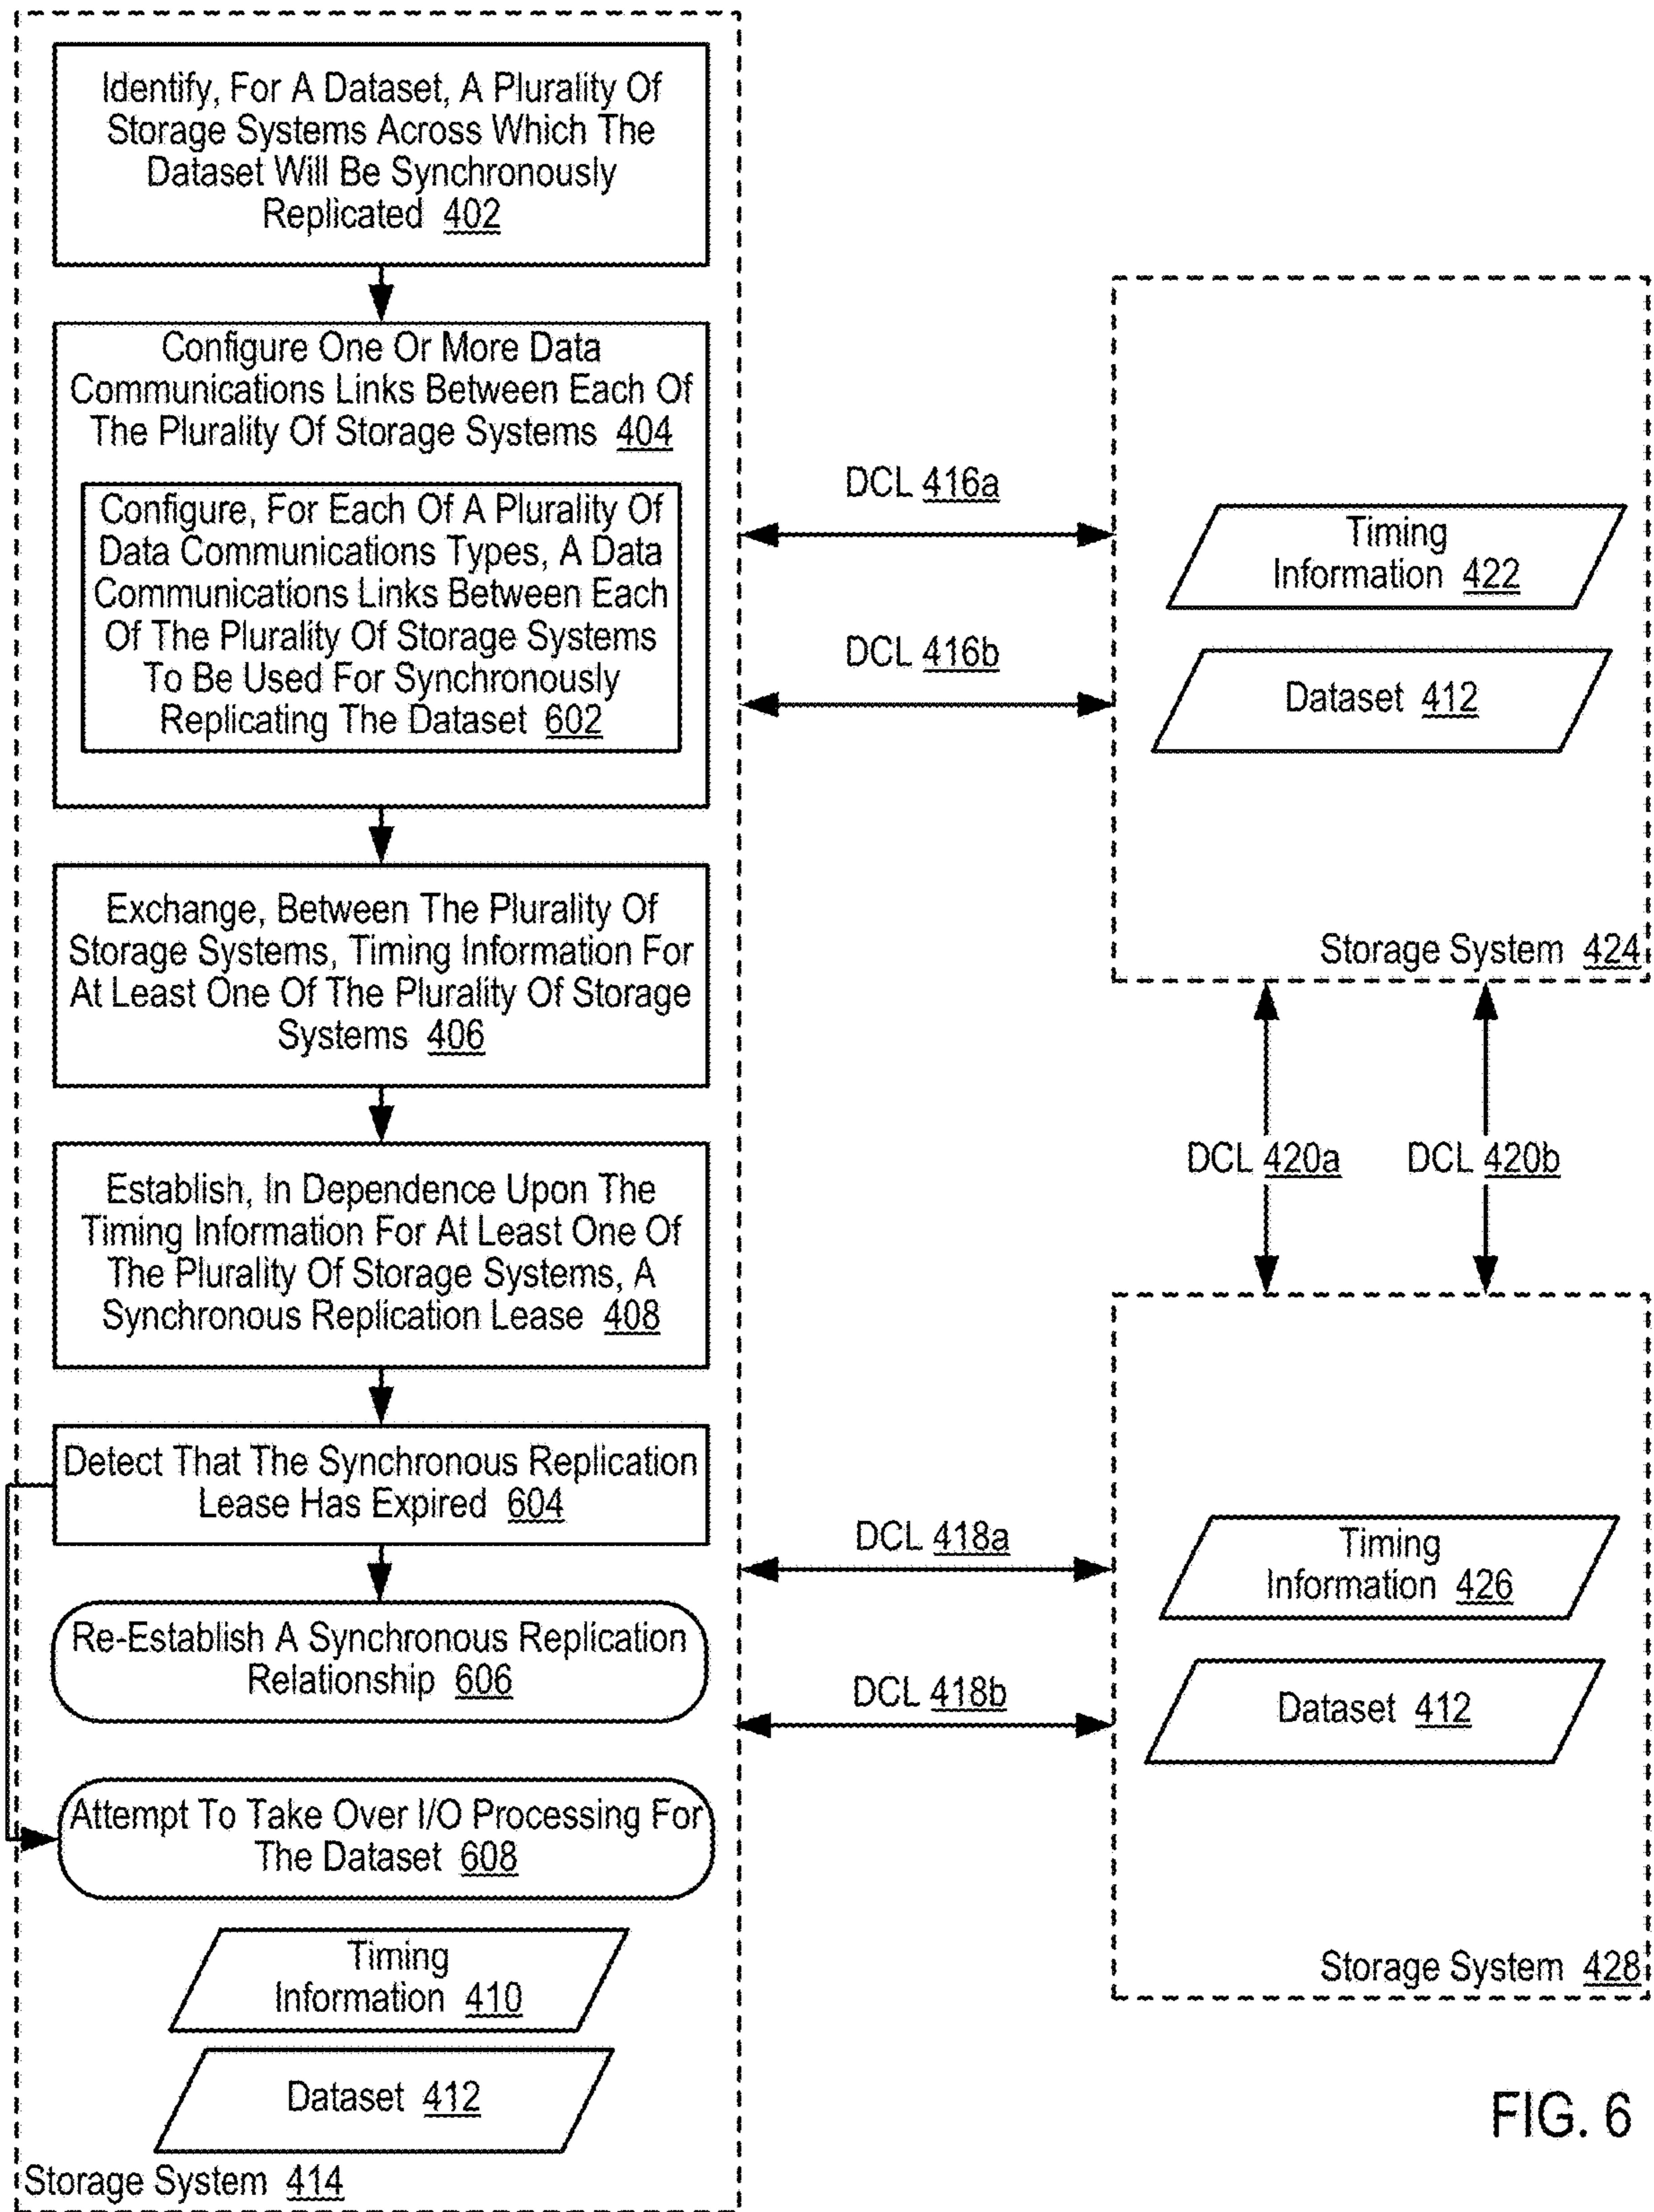 Identify, For A Dataset, A Plurality Of
Storage Systems Across Which The
Dataset Will Be Synchronously
Replicated 402
Configure One Or More Data
Communications Links Between Each Of
The Plurality Of Storage Systems 404
Configure, For Each Of A Plurality Of
Data Communications Types, A Data
Communications Links Between Each
Of The Plurality Of Storage Systems
To Be Used For Synchronously
Replicating The Dataset 602
Exchange, Between The Plurality Of
Storage Systems, Timing Information For
At Least One Of The Plurality Of Storage
Systems 406
Establish, In Dependence Upon The
Timing Information For At Least One Of
The Plurality Of Storage Systems, A
Synchronous Replication Lease 408
Detect That The Synchronous Replication
Lease Has Expired 604
Re-Establish A Synchronous Replication
Relationship 606
Attempt To Take Over I/O Processing For
The Dataset 608
Timing
Information 410
Dataset 412
Storage System 414
DCL 416a
DCL 416b
Timing
Information 422
Dataset 412
Storage System 424
DCL 420a
DCL 420b
DCL 418a
DCL 418b
Timing
Information 426
Dataset 412
Storage System 428
FIG. 6